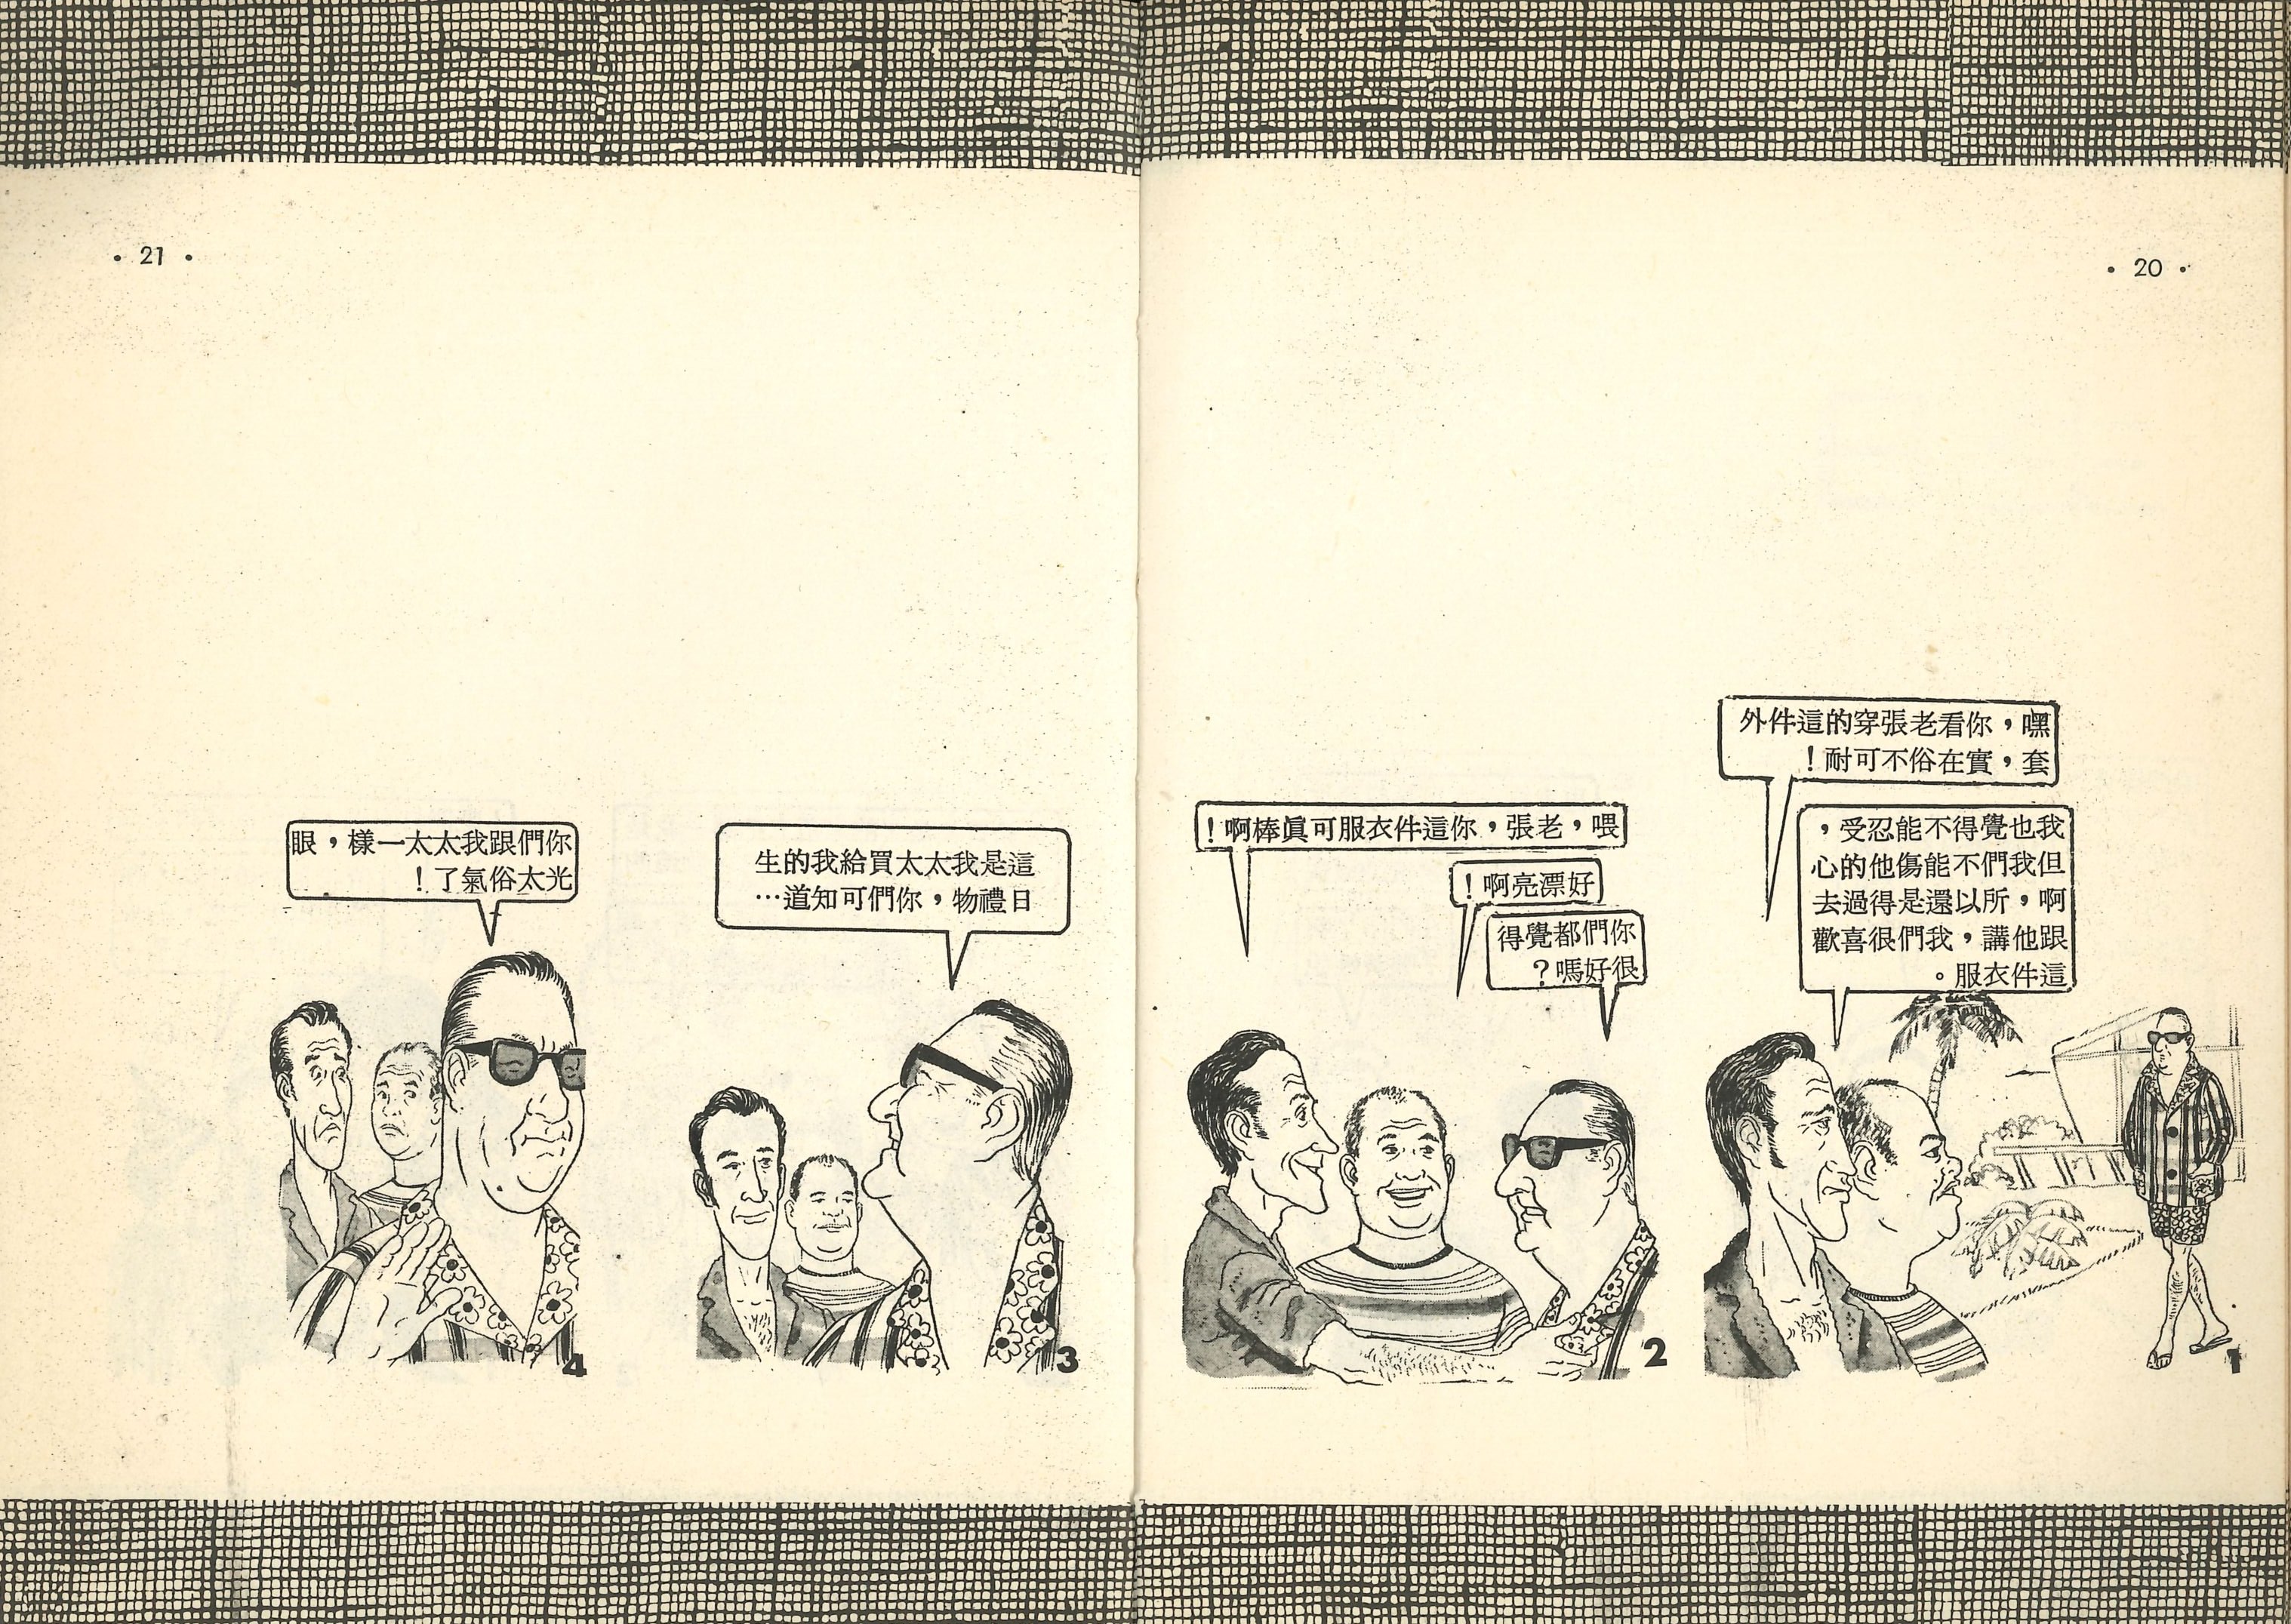 · 20 ·
嘿，你看老張穿的這件外
套，實在俗不可耐！
我也覺得不能忍受，
但我們不能傷他的心
啊，所以還是得過去
跟他講，我們很喜歡
這件衣服。
1
喂，老張，你這件衣服可眞棒啊！
好漂亮啊！
你們都覺得
很好嗎？
2
· 21 ·
這是我太太買給我的生
日禮物，你們可知道…
3
你們跟我太太一樣，眼
光太俗氣了！
4